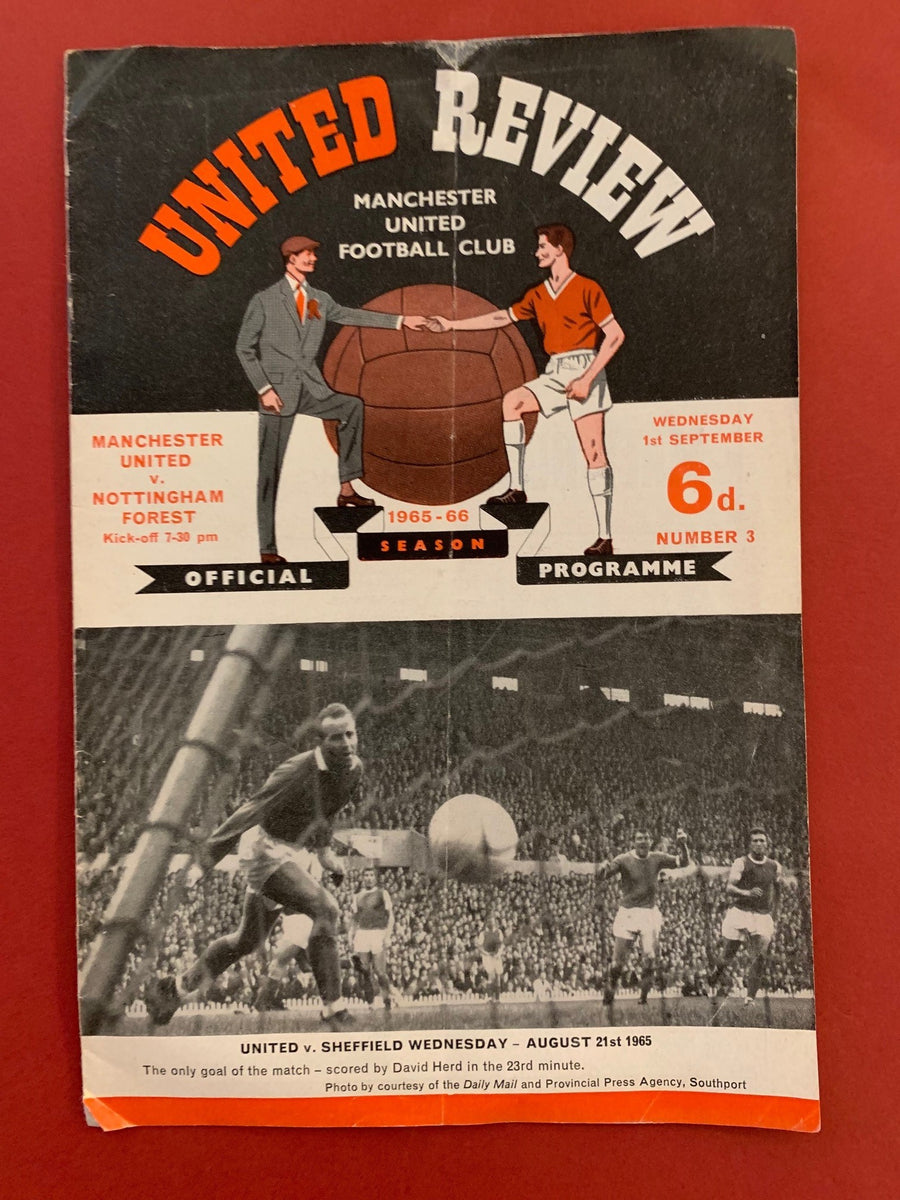 UNITED REVIEW
MANCHESTER
UNITED
FOOTBALL CLUB
MANCHESTER
UNITED
v.
NOTTINGHAM
FOREST
Kick-off 7-30 pm
WEDNESDAY
1st SEPTEMBER
6d.
NUMBER 3
1965-66
SEASON
OFFICIAL
PROGRAMME
UNITED v. SHEFFIELD WEDNESDAY – AUGUST 21st 1965
The only goal of the match – scored by David Herd in the 23rd minute.
Photo by courtesy of the Daily Mail and Provincial Press Agency, Southport